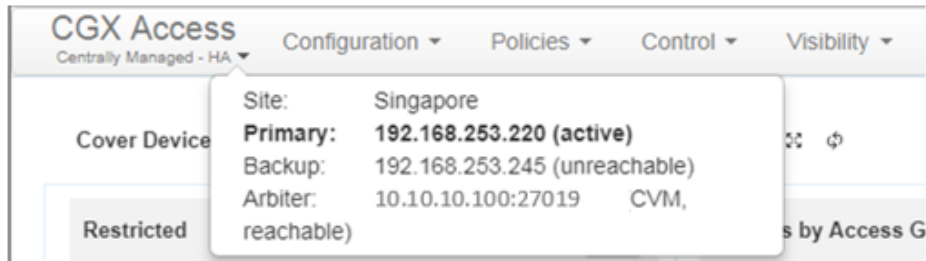 CGX Access
Centrally Managed - HA
Configuration
Policies
Control
Visibility
Site: Singapore
Primary: 192.168.253.220 (active)
Backup: 192.168.253.245 (unreachable)
Arbiter: 10.10.10.100:27019 CVM,
reachable)
Cover Device
Restricted
s by Access G